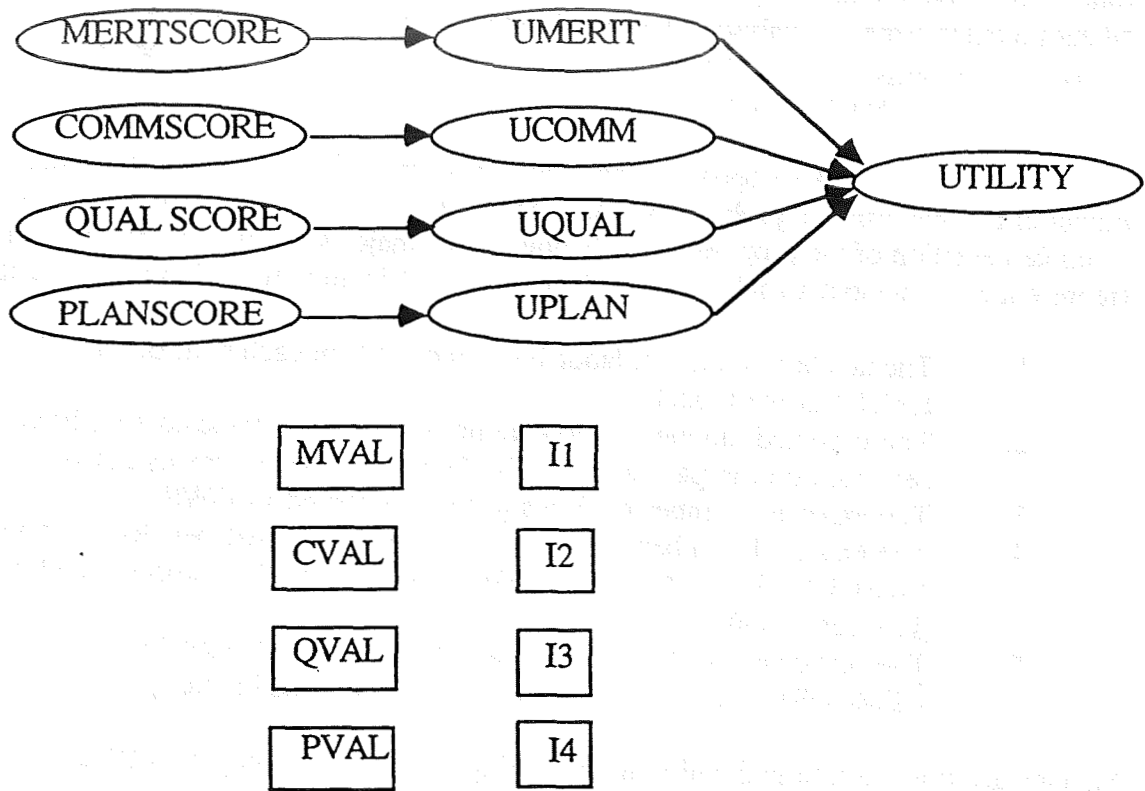 MERITSCORE UMERIT
COMMSCORE UCOMM
UTILITY
QUAL SCORE UQUAL
PLANSCORE UPLAN
MVAL I1
CVAL I2
QVAL I3
PVAL I4